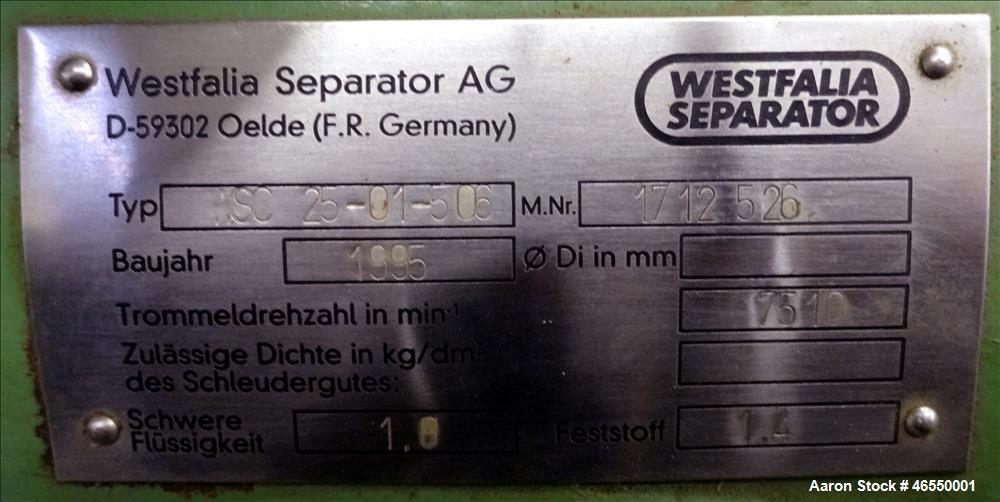 Westfalia Separator AG
D-59302 Oelde (F.R. Germany)
WESTFALIA
SEPARATOR
Typ 25-01-506 M.Nr. 1712 526
Baujahr 1995 Ø Di in mm
Trommeldrehzahl in min-1 7510
Zulässige Dichte in kg/dm³
des Schleudergutes:
Schwere
Flüssigkeit 1.0 Feststoff 1.4
Aaron Stock # 46550001